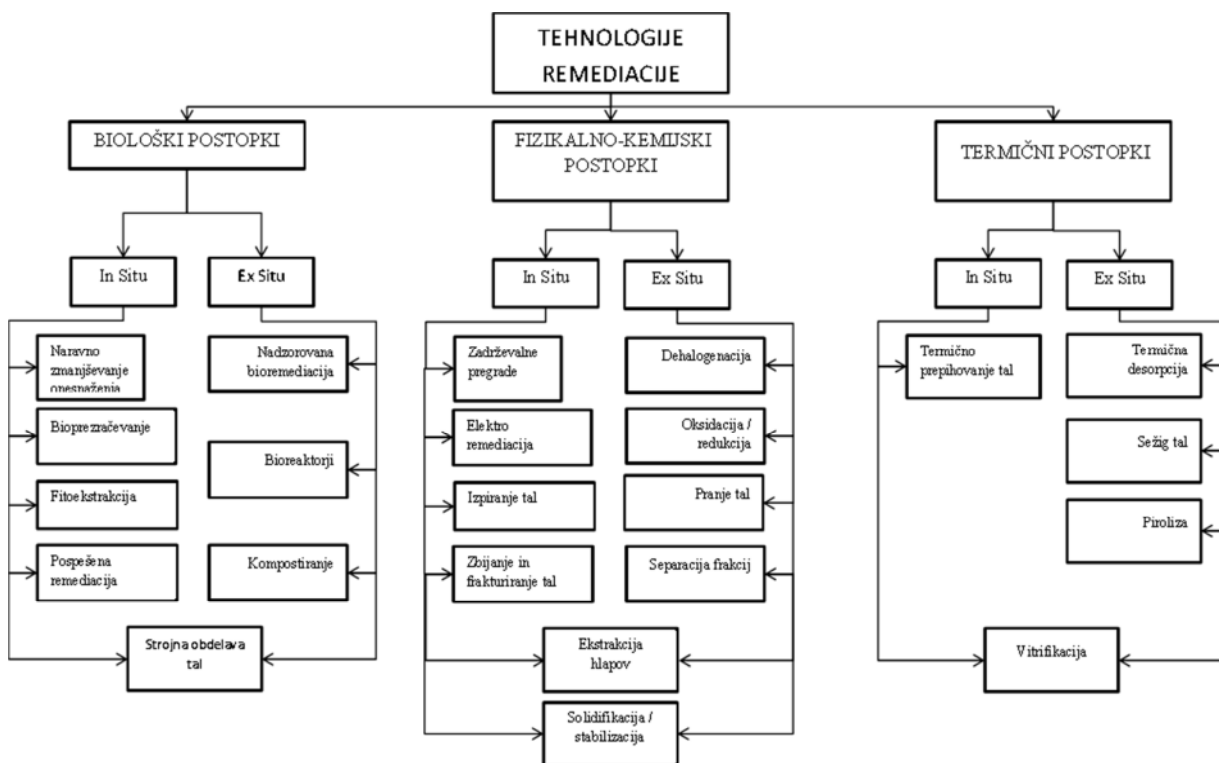 TEHNOLOGIJE
REMEDIACIJE
BIOLOŠKI POSTOPKI
FIZIKALNO-KEMIJSKI
POSTOPKI
TERMIČNI POSTOPKI
In Situ
Ex Situ
In Situ
Ex Situ
In Situ
Ex Situ
Naravno
zmanjševanje
onesnaženja
Nadzorovana
bioremediacija
Bioprezračevanje
Bioreaktorji
Fitoekstrakcija
Pospešena
remediacija
Kompostiranje
Strojna obdelava
tal
Zadrževalne
pregrade
Dehalogenacija
Elektro
remediacija
Oksidacija /
redukcija
Izpiranje tal
Pranje tal
Zbijanje in
frakturiranje tal
Separacija frakcij
Ekstrakcija
hlapov
Solidifikacija /
stabilizacija
Termično
prepihovanje tal
Termična
desorpcija
Sežig tal
Piroliza
Vitrifikacija